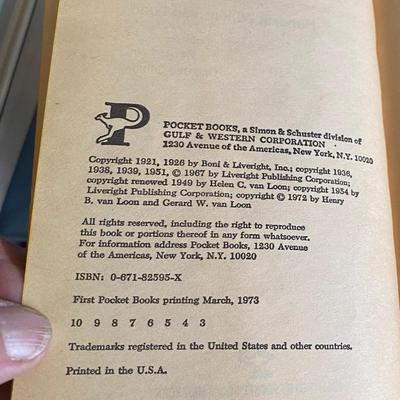 P
POCKET BOOKS, a Simon & Schuster division of
GULF & WESTERN CORPORATION
1230 Avenue of the Americas, New York, N.Y. 10020
Copyright 1921, 1926 by Boni & Liveright, Inc.; copyright 1936,
1938, 1939, 1951, © 1967 by Liveright Publishing Corporation;
copyright renewed 1949 by Helen C. van Loon; copyright 1954 by
Liveright Publishing Corporation; copyright © 1972 by Henry
B. van Loon and Gerard W. van Loon
All rights reserved, including the right to reproduce
this book or portions thereof in any form whatsoever.
For information address Pocket Books, 1230 Avenue
of the Americas, New York, N.Y. 10020
ISBN: 0-671-82595-X
First Pocket Books printing March, 1973
10 9 8 7 6 5 4 3
Trademarks registered in the United States and other countries.
Printed in the U.S.A.